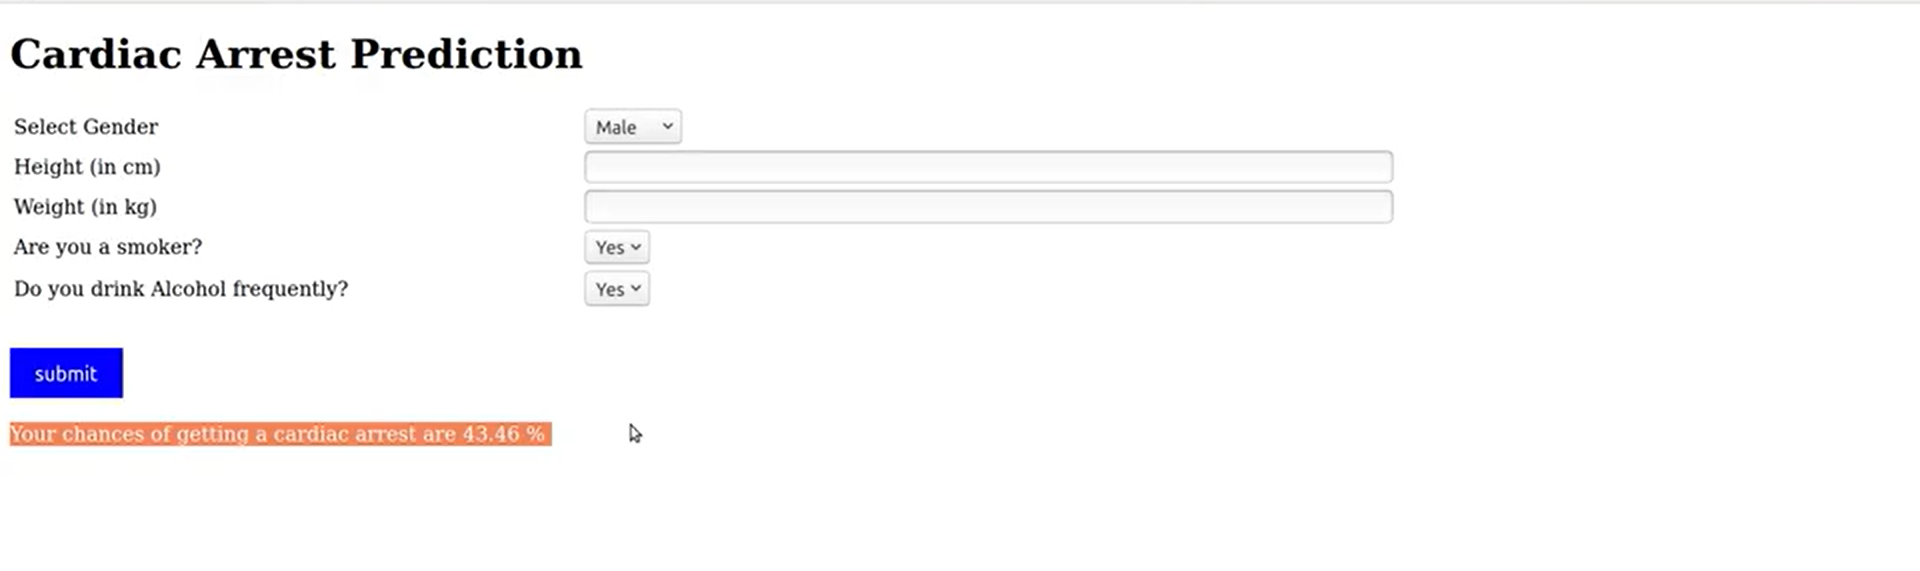 Cardiac Arrest Prediction
Select Gender Male
Height (in cm)
Weight (in kg)
Are you a smoker? Yes
Do you drink Alcohol frequently? Yes
submit
Your chances of getting a cardiac arrest are 43.46 %